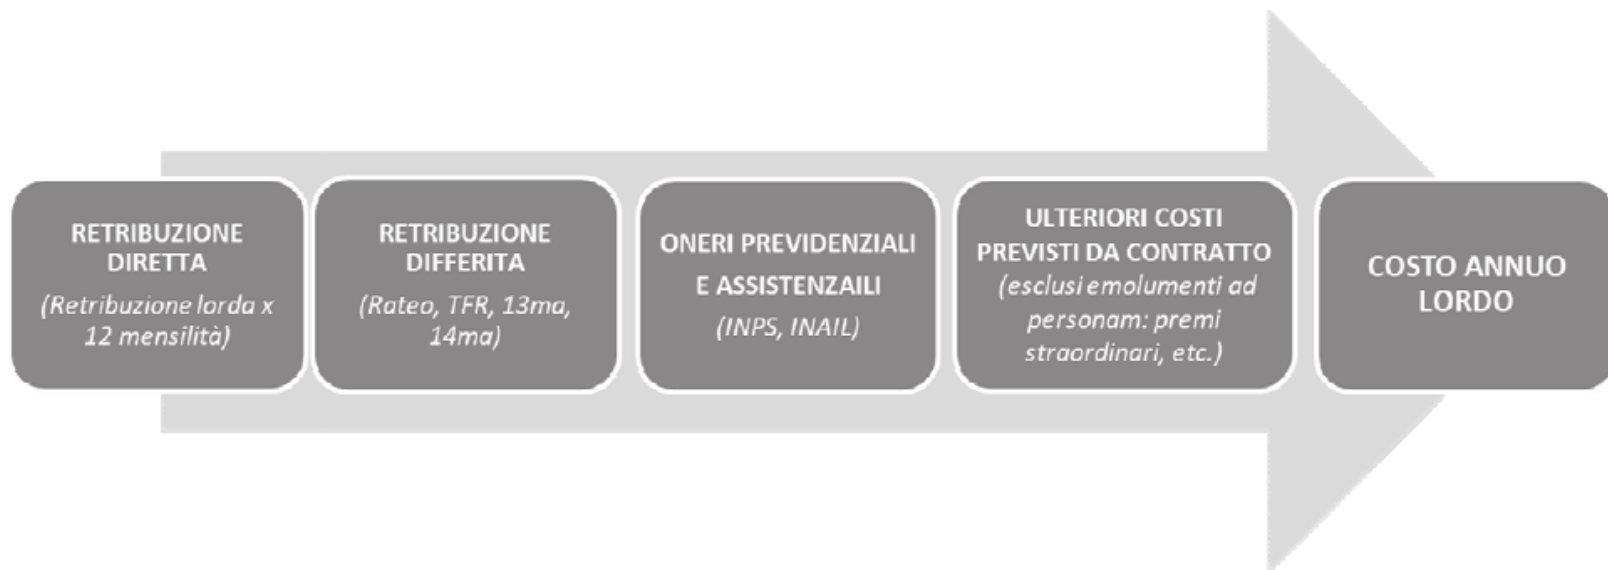 RETRIBUZIONE
DIRETTA
(Retribuzione lorda x
12 mensilità)
RETRIBUZIONE
DIFFERITA
(Rateo, TFR, 13ma,
14ma)
ONERI PREVIDENZIALI
E ASSISTENZAILI
(INPS, INAIL)
ULTERIORI COSTI
PREVISTI DA CONTRATTO
(esclusi emolumenti ad
personam: premi
straordinari, etc.)
COSTO ANNUO
LORDO